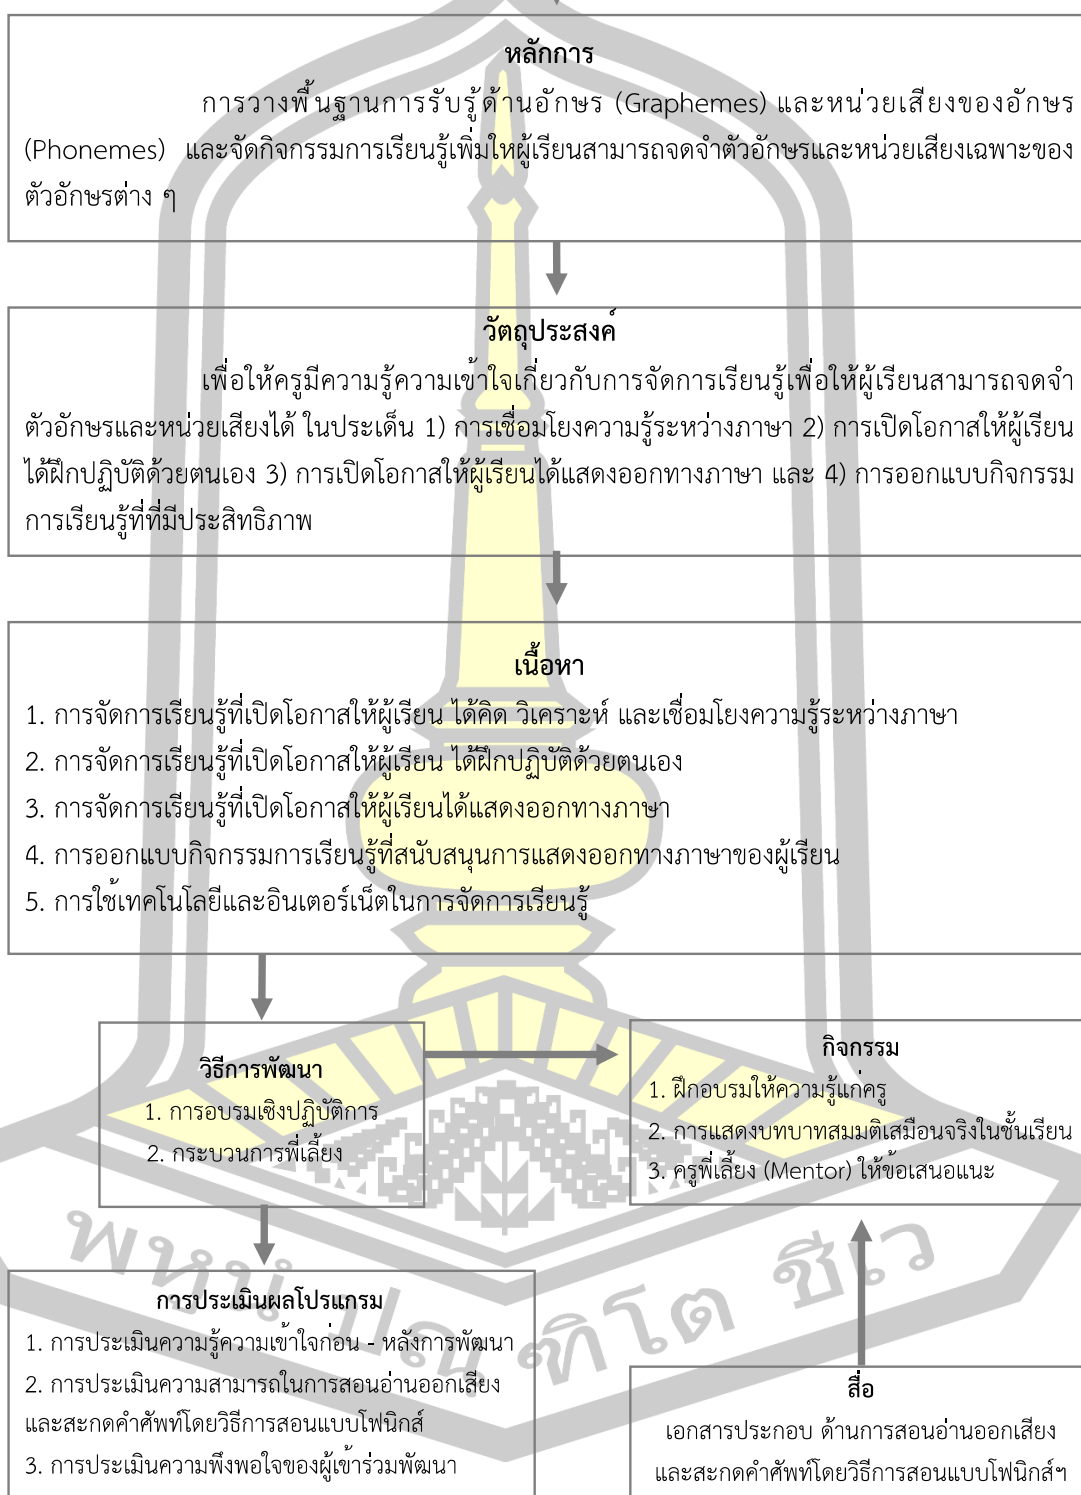 หลักการ
การวางพื้นฐานการรับรู้ด้านอักษร (Graphemes) และหน่วยเสียงของอักษร
(Phonemes) และจัดกิจกรรมการเรียนรู้เพิ่มให้ผู้เรียนสามารถจดจำตัวอักษรและหน่วยเสียงเฉพาะของ
ตัวอักษรต่าง ๆ
วัตถุประสงค์
เพื่อให้ครูมีความรู้ความเข้าใจเกี่ยวกับการจัดการเรียนรู้เพื่อให้ผู้เรียนสามารถจดจำ
ตัวอักษรและหน่วยเสียงได้ ในประเด็น 1) การเชื่อมโยงความรู้ระหว่างภาษา 2) การเปิดโอกาสให้ผู้เรียน
ได้ฝึกปฏิบัติด้วยตนเอง 3) การเปิดโอกาสให้ผู้เรียนได้แสดงออกทางภาษา และ 4) การออกแบบกิจกรรม
การเรียนรู้ที่ที่มีประสิทธิภาพ
เนื้อหา
1. การจัดการเรียนรู้ที่เปิดโอกาสให้ผู้เรียน ได้คิด วิเคราะห์ และเชื่อมโยงความรู้ระหว่างภาษา
2. การจัดการเรียนรู้ที่เปิดโอกาสให้ผู้เรียน ได้ฝึกปฏิบัติด้วยตนเอง
3. การจัดการเรียนรู้ที่เปิดโอกาสให้ผู้เรียนได้แสดงออกทางภาษา
4. การออกแบบกิจกรรมการเรียนรู้ที่สนับสนุนการแสดงออกทางภาษาของผู้เรียน
5. การใช้เทคโนโลยีและอินเตอร์เน็ตในการจัดการเรียนรู้
วิธีการพัฒนา
1. การอบรมเชิงปฏิบัติการ
2. กระบวนการพี่เลี้ยง
กิจกรรม
1. ฝึกอบรมให้ความรู้แก่ครู
2. การแสดงบทบาทสมมติเสมือนจริงในชั้นเรียน
3. ครูพี่เลี้ยง (Mentor) ให้ข้อเสนอแนะ
พหุนํ ปณฺฑิโต ชีเว
การประเมินผลโปรแกรม
1. การประเมินความรู้ความเข้าใจก่อน - หลังการพัฒนา
2. การประเมินความสามารถในการสอนอ่านออกเสียง
และสะกดคำศัพท์โดยวิธีการสอนแบบโฟนิกส์
3. การประเมินความพึงพอใจของผู้เข้าร่วมพัฒนา
สื่อ
เอกสารประกอบ ด้านการสอนอ่านออกเสียง
และสะกดคำศัพท์โดยวิธีการสอนแบบโฟนิกส์ฯ